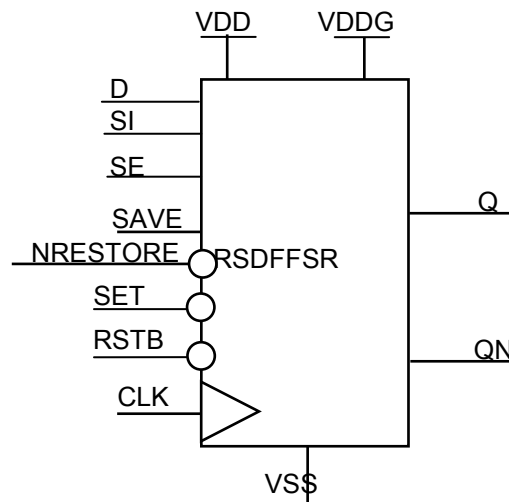 VDD
VDDG
D
SI
SE
SAVE
NRESTORE
RSDFFSR
SET
RSTB
CLK
Q
QN
VSS